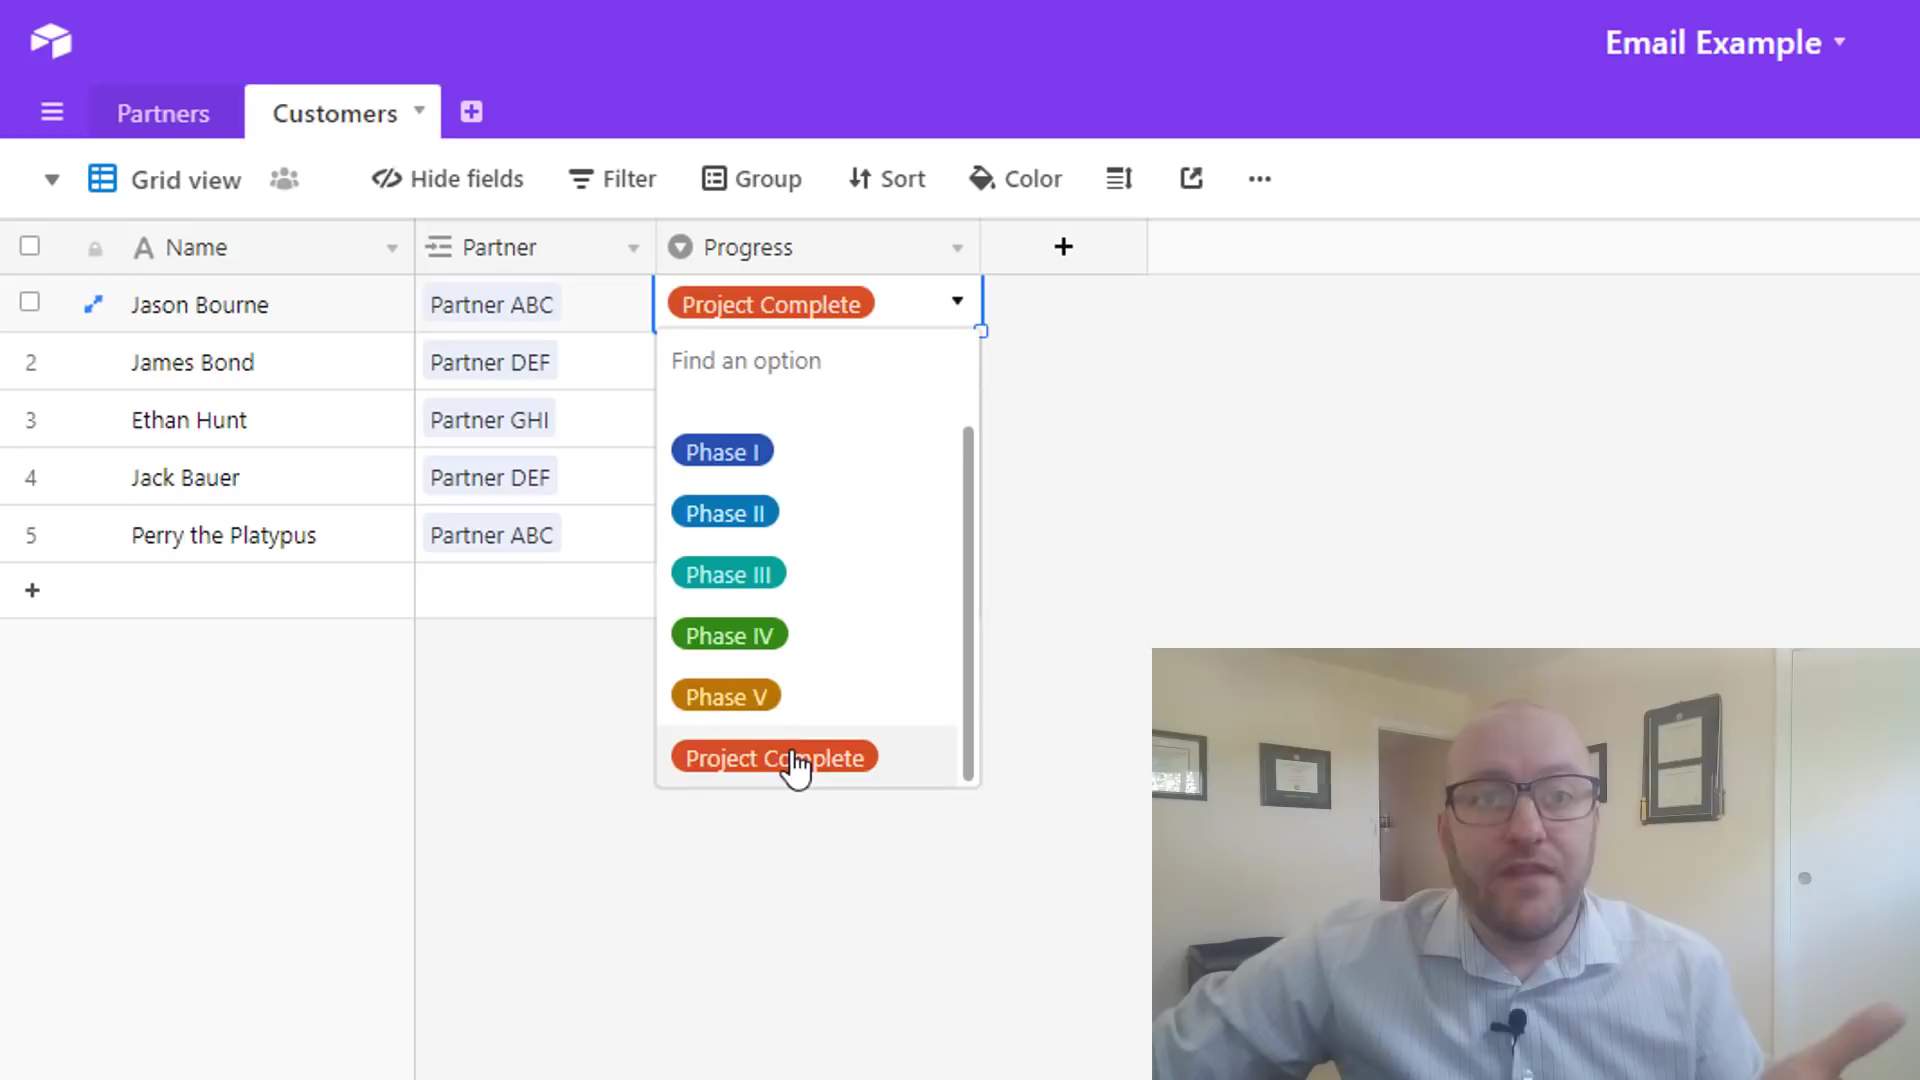 Email Example
Partners
Customers
Grid view
Hide fields
Filter
Group
Sort
Color
Name
Partner
Progress
Jason Bourne
Partner ABC
Project Complete
2
James Bond
Partner DEF
Find an option
3
Ethan Hunt
Partner GHI
Phase I
4
Jack Bauer
Partner DEF
Phase II
5
Perry the Platypus
Partner ABC
Phase III
Phase IV
Phase V
Project Complete